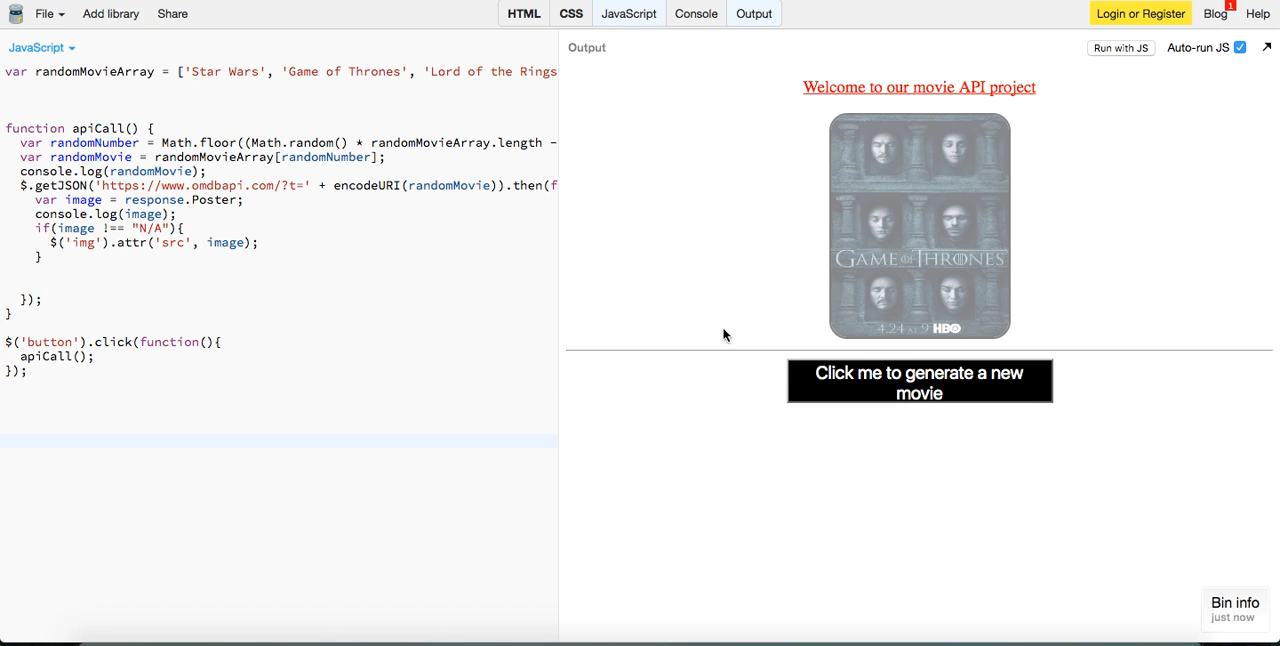 File Add library Share HTML CSS JavaScript Console Output Login or Register Blog 1 Help
JavaScript
var randomMovieArray = ['Star Wars', 'Game of Thrones', 'Lord of the Rings
function apiCall() {
var randomNumber = Math.floor((Math.random() * randomMovieArray.length -
var randomMovie = randomMovieArray[randomNumber];
console.log(randomMovie);
$.getJSON('https://www.omdbapi.com/?t=' + encodeURI(randomMovie)).then(f
var image = response.Poster;
console.log(image);
if(image !== "N/A"){
$('img').attr('src', image);
}
});
}
$('button').click(function(){
apiCall();
});
Output Run with JS Auto-run JS
Welcome to our movie API project
GAME OF THRONES
4.24 AT 9 HBO
Click me to generate a new
movie
Bin info
just now